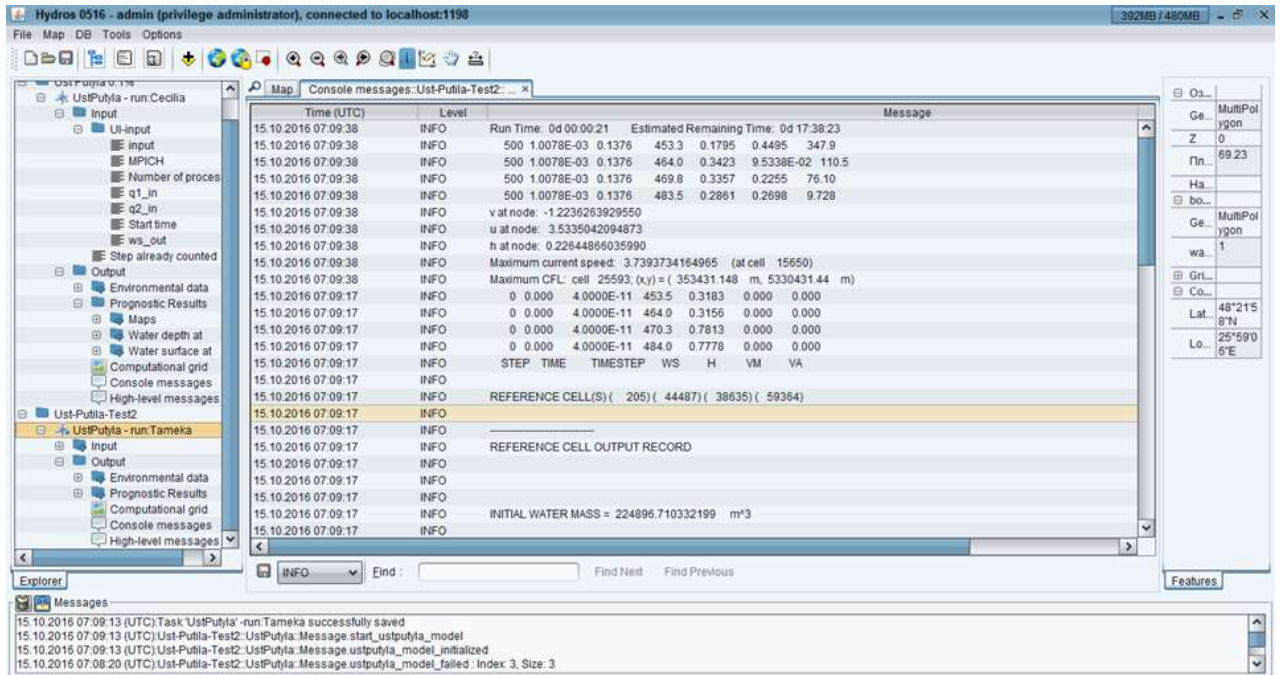 Hydros 0516 - admin (privilege administrator), connected to localhost:1198
392MB / 480MB
File Map DB Tools Options
UstPutyla - run:Cecilia
Input
UI-input
input
MPICH
Number of proces
q1_in
q2_in
Start time
ws_out
Step already counted
Output
Environmental data
Prognostic Results
Maps
Water depth at
Water surface at
Computational grid
Console messages
High-level messages
Ust-Putila-Test2
UstPutyla - run:Tameka
Input
Output
Environmental data
Prognostic Results
Computational grid
Console messages
High-level messages
Explorer
Map
Console messages::Ust-Putyla-Test2:: ...
Time (UTC) Level Message
15.10.2016 07:09:38 INFO Run Time: 0d 00:00:21 Estimated Remaining Time: 0d 17:38:23
15.10.2016 07:09:38 INFO 500 1.0078E-03 0.1376 453.3 0.1795 0.4495 347.9
15.10.2016 07:09:38 INFO 500 1.0078E-03 0.1376 464.0 0.3423 9.5338E-02 110.5
15.10.2016 07:09:38 INFO 500 1.0078E-03 0.1376 469.8 0.3357 0.2255 76.10
15.10.2016 07:09:38 INFO 500 1.0078E-03 0.1376 483.5 0.2861 0.2698 9.728
15.10.2016 07:09:38 INFO v at node: -1.2236263929550
15.10.2016 07:09:38 INFO u at node: 3.5335042094873
15.10.2016 07:09:38 INFO h at node: 0.22644866035990
15.10.2016 07:09:38 INFO Maximum current speed: 3.7393734164965 (at cell 15650)
15.10.2016 07:09:38 INFO Maximum CFL: cell 25593; (x,y) = ( 353431.148 m, 5330431.44 m)
15.10.2016 07:09:17 INFO 0 0.000 4.0000E-11 453.5 0.3183 0.000 0.000
15.10.2016 07:09:17 INFO 0 0.000 4.0000E-11 464.0 0.3156 0.000 0.000
15.10.2016 07:09:17 INFO 0 0.000 4.0000E-11 470.3 0.7813 0.000 0.000
15.10.2016 07:09:17 INFO 0 0.000 4.0000E-11 484.0 0.7778 0.000 0.000
15.10.2016 07:09:17 INFO STEP TIME TIMESTEP WS H VM VA
15.10.2016 07:09:17 INFO
15.10.2016 07:09:17 INFO REFERENCE CELL(S) ( 205) ( 44487) ( 38635) ( 59364)
15.10.2016 07:09:17 INFO
15.10.2016 07:09:17 INFO ----------------------------
15.10.2016 07:09:17 INFO REFERENCE CELL OUTPUT RECORD
15.10.2016 07:09:17 INFO
15.10.2016 07:09:17 INFO
15.10.2016 07:09:17 INFO
15.10.2016 07:09:17 INFO INITIAL WATER MASS = 224896.710332199 m^3
15.10.2016 07:09:17 INFO
INFO Find : Find Next Find Previous
Оз...
Ge... MultiPolygon
Z 0
Пл... 69.23
На...
bo...
Ge... MultiPolygon
wa... 1
Gri...
Co...
Lat... 48°21'58"N
Lo... 25°59'06"E
Features
Messages
15.10.2016 07:09:13 (UTC):Task 'UstPutyla' -run:Tameka successfully saved
15.10.2016 07:09:13 (UTC):Ust-Putila-Test2::UstPutyla::Message.start_ustputyla_model
15.10.2016 07:09:13 (UTC):Ust-Putila-Test2::UstPutyla::Message.ustputyla_model_initialized
15.10.2016 07:08:20 (UTC):Ust-Putila-Test2::UstPutyla::Message.ustputyla_model_failed : Index: 3, Size: 3